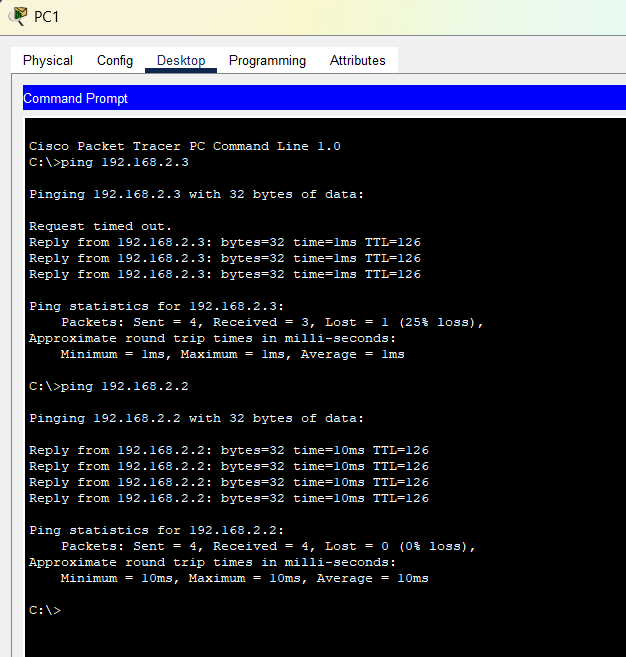 PC1
Physical Config Desktop Programming Attributes
Command Prompt
Cisco Packet Tracer PC Command Line 1.0
C:\>ping 192.168.2.3
Pinging 192.168.2.3 with 32 bytes of data:
Request timed out.
Reply from 192.168.2.3: bytes=32 time=1ms TTL=126
Reply from 192.168.2.3: bytes=32 time=1ms TTL=126
Reply from 192.168.2.3: bytes=32 time=1ms TTL=126
Ping statistics for 192.168.2.3:
    Packets: Sent = 4, Received = 3, Lost = 1 (25% loss),
Approximate round trip times in milli-seconds:
    Minimum = 1ms, Maximum = 1ms, Average = 1ms
C:\>ping 192.168.2.2
Pinging 192.168.2.2 with 32 bytes of data:
Reply from 192.168.2.2: bytes=32 time=10ms TTL=126
Reply from 192.168.2.2: bytes=32 time=10ms TTL=126
Reply from 192.168.2.2: bytes=32 time=10ms TTL=126
Reply from 192.168.2.2: bytes=32 time=10ms TTL=126
Ping statistics for 192.168.2.2:
    Packets: Sent = 4, Received = 4, Lost = 0 (0% loss),
Approximate round trip times in milli-seconds:
    Minimum = 10ms, Maximum = 10ms, Average = 10ms
C:\>